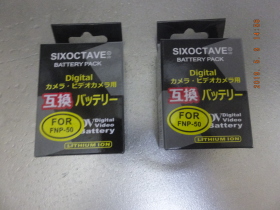 SIXOCTAVE
BATTERY PACK
Digital
カメラ・ビデオカメラ用
互換バッテリー
FOR
FNP-50
Digital
Video
Battery
LITHIUM ION
SIXOCTAVE
BATTERY PACK
Digital
カメラ・ビデオカメラ用
互換バッテリー
FOR
FNP-50
Digital
Video
Battery
LITHIUM ION